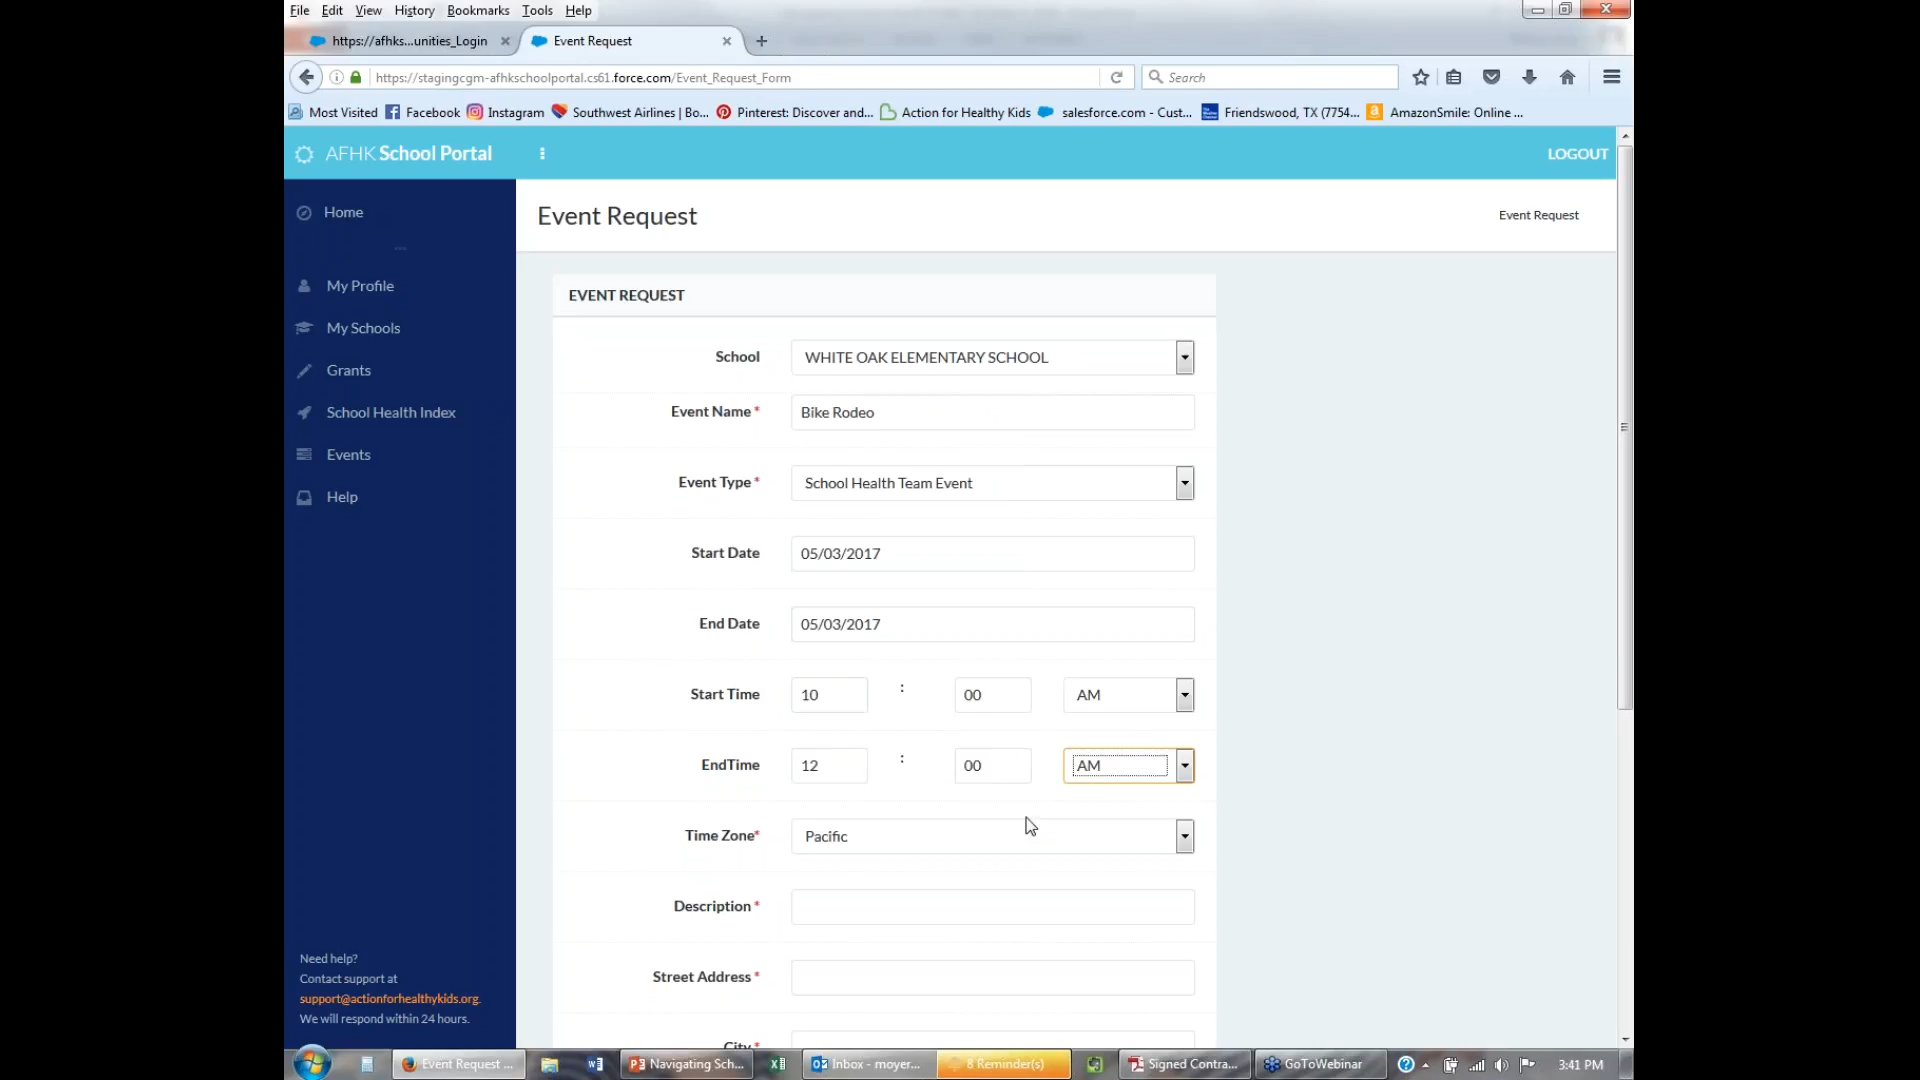 File Edit View History Bookmarks Tools Help
https://afhks...unities_Login
Event Request
https://stagingcgm-afhkschoolportal.cs61.force.com/Event_Request_Form
Search
Most Visited Facebook Instagram Southwest Airlines | Bo... Pinterest: Discover and... Action for Healthy Kids salesforce.com - Cust... Friendswood, TX (7754... AmazonSmile: Online ...
AFHK School Portal
LOGOUT
Home
My Profile
My Schools
Grants
School Health Index
Events
Help
Need help?
Contact support at
support@actionforhealthykids.org.
We will respond within 24 hours.
Event Request
Event Request
EVENT REQUEST
School WHITE OAK ELEMENTARY SCHOOL
Event Name * Bike Rodeo
Event Type * School Health Team Event
Start Date 05/03/2017
End Date 05/03/2017
Start Time 10 : 00 AM
EndTime 12 : 00 AM
Time Zone* Pacific
Description *
Street Address *
City *
Event Request ... Navigating Sch... Inbox - moyer... 8 Reminder(s) Signed Contra... GoToWebinar 3:41 PM